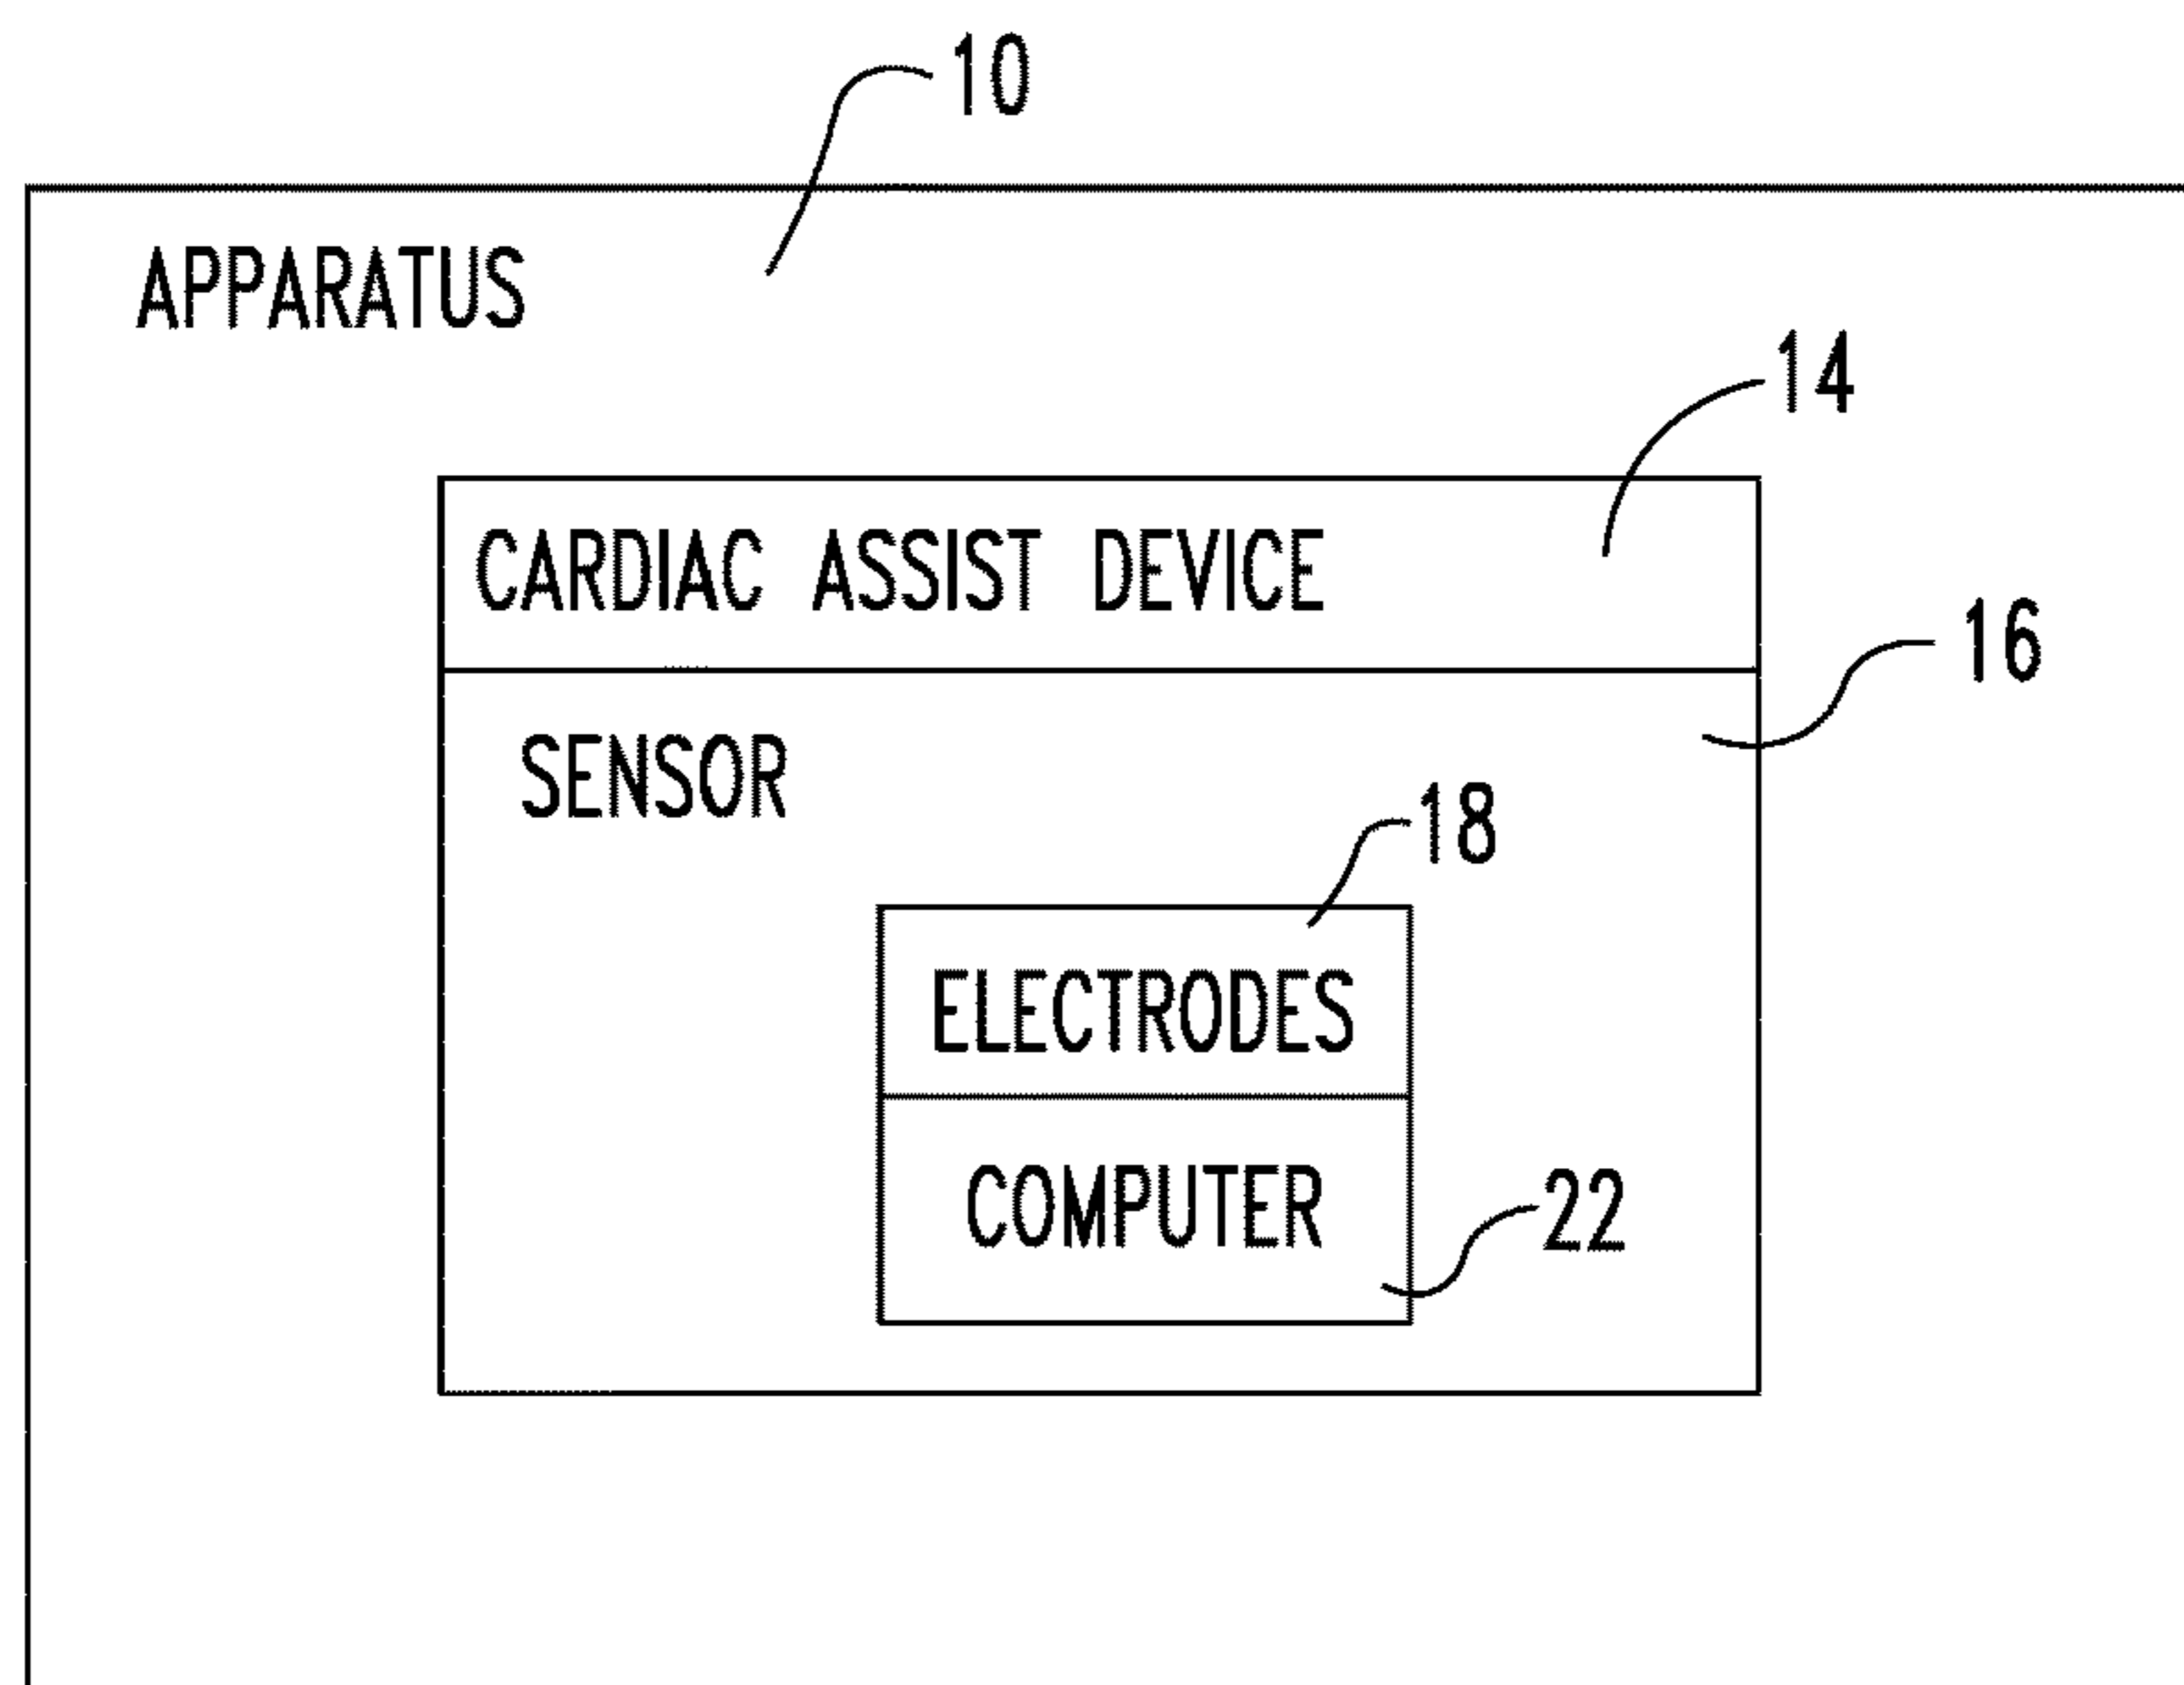 10
APPARATUS
14
CARDIAC ASSIST DEVICE
16
SENSOR
18
ELECTRODES
COMPUTER
22